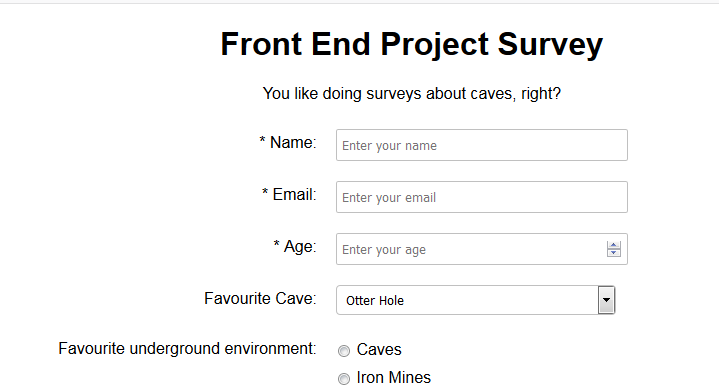 Front End Project Survey
You like doing surveys about caves, right?
* Name: Enter your name
* Email: Enter your email
* Age: Enter your age
Favourite Cave: Otter Hole
Favourite underground environment: Caves
Iron Mines